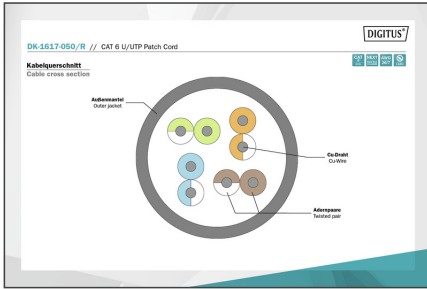 DIGITUS®
DK-1617-050/R // CAT 6 U/UTP Patch Cord
Kabelquerschnitt
Cable cross section
Außenmantel
Outer jacket
Cu-Draht
Cu-Wire
Aderspaare
Twisted pair